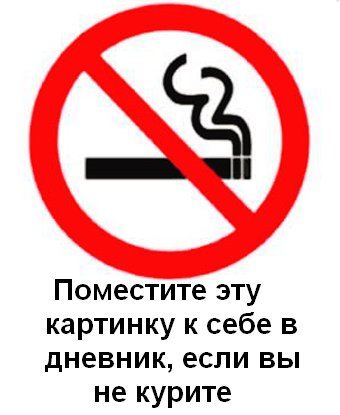 Поместите эту
картинку к себе в
дневник, если вы
не курите